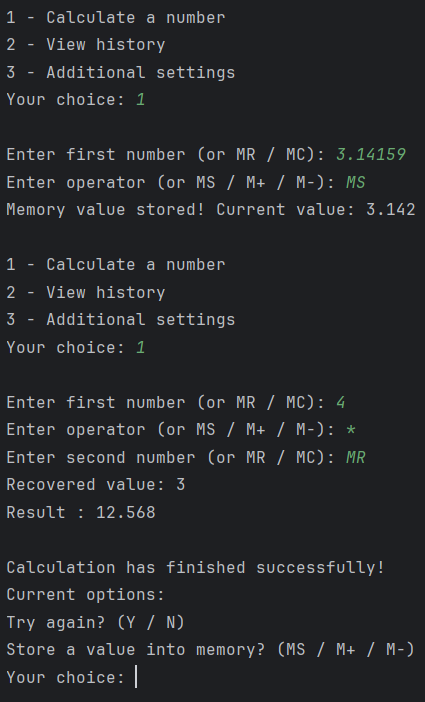 1 - Calculate a number
2 - View history
3 - Additional settings
Your choice: 1
Enter first number (or MR / MC): 3.14159
Enter operator (or MS / M+ / M-): MS
Memory value stored! Current value: 3.142
1 - Calculate a number
2 - View history
3 - Additional settings
Your choice: 1
Enter first number (or MR / MC): 4
Enter operator (or MS / M+ / M-): *
Enter second number (or MR / MC): MR
Recovered value: 3
Result : 12.568
Calculation has finished successfully!
Current options:
Try again? (Y / N)
Store a value into memory? (MS / M+ / M-)
Your choice: